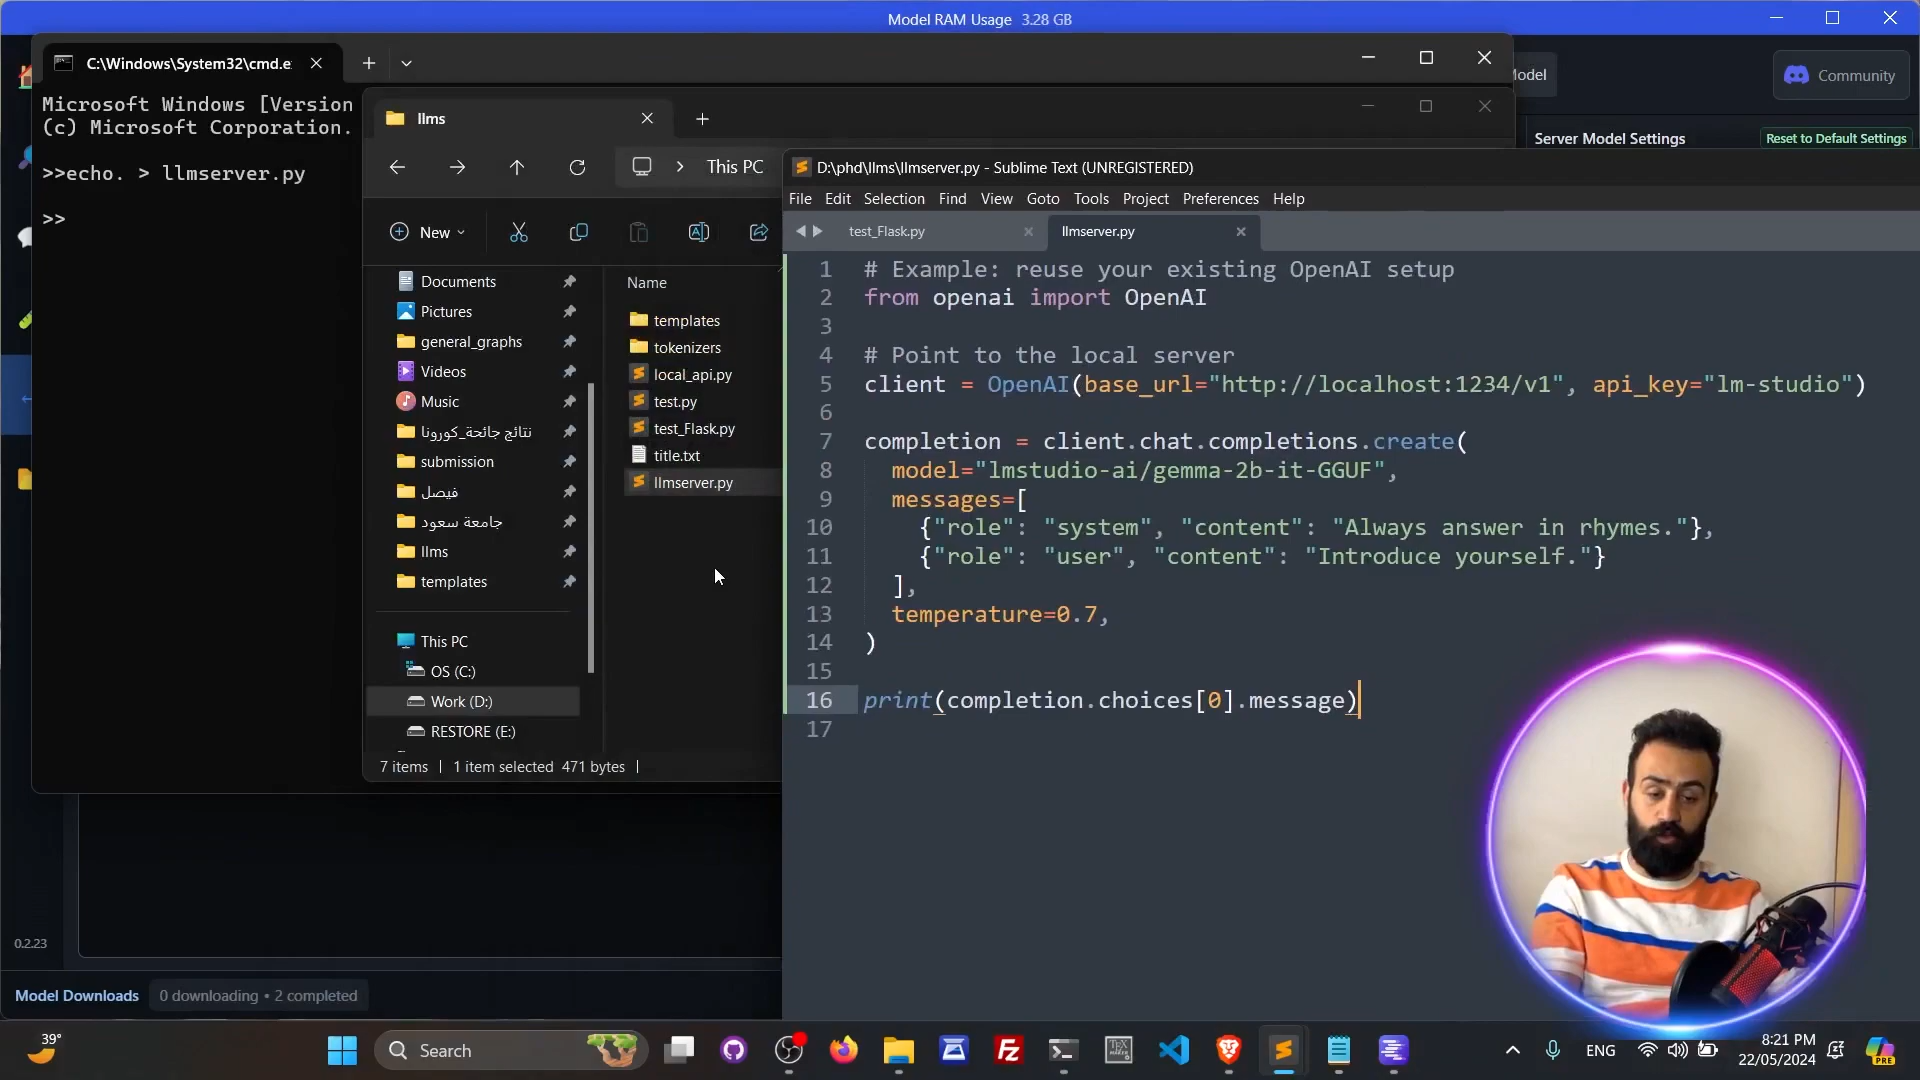 Model RAM Usage 3.28 GB
C:\Windows\System32\cmd.e
Microsoft Windows [Version
(c) Microsoft Corporation.
>>echo. > llmserver.py
>>
llms
This PC
New
Documents
Pictures
general_graphs
Videos
Music
نتائج جائحة_كورونا
submission
فيصل
جامعة سعود
llms
templates
This PC
OS (C:)
Work (D:)
RESTORE (E:)
Name
templates
tokenizers
local_api.py
test.py
test_Flask.py
title.txt
llmserver.py
7 items
1 item selected 471 bytes
Community
Server Model Settings
Reset to Default Settings
D:\phd\llms\llmserver.py - Sublime Text (UNREGISTERED)
File Edit Selection Find View Goto Tools Project Preferences Help
test_Flask.py
llmserver.py
1 # Example: reuse your existing OpenAI setup
2 from openai import OpenAI
3
4 # Point to the local server
5 client = OpenAI(base_url="http://localhost:1234/v1", api_key="lm-studio")
6
7 completion = client.chat.completions.create(
8 model="lmstudio-ai/gemma-2b-it-GGUF",
9 messages=[
10 {"role": "system", "content": "Always answer in rhymes."},
11 {"role": "user", "content": "Introduce yourself."}
12 ],
13 temperature=0.7,
14 )
15
16 print(completion.choices[0].message)
17
0.2.23
Model Downloads 0 downloading • 2 completed
39°
Search
ENG
8:21 PM
22/05/2024
PRE